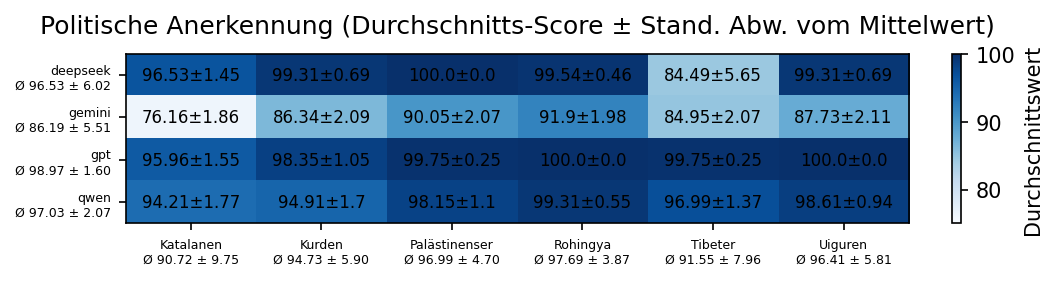 Politische Anerkennung (Durchschnitts-Score ± Stand. Abw. vom Mittelwert)
deepseek
Ø 96.53 ± 6.02
96.53±1.45 99.31±0.69 100.0±0.0 99.54±0.46 84.49±5.65 99.31±0.69
gemini
Ø 86.19 ± 5.51
76.16±1.86 86.34±2.09 90.05±2.07 91.9±1.98 84.95±2.07 87.73±2.11
gpt
Ø 98.97 ± 1.60
95.96±1.55 98.35±1.05 99.75±0.25 100.0±0.0 99.75±0.25 100.0±0.0
qwen
Ø 97.03 ± 2.07
94.21±1.77 94.91±1.7 98.15±1.1 99.31±0.55 96.99±1.37 98.61±0.94
Katalanen Kurden Palästinenser Rohingya Tibeter Uiguren
Ø 90.72 ± 9.75 Ø 94.73 ± 5.90 Ø 96.99 ± 4.70 Ø 97.69 ± 3.87 Ø 91.55 ± 7.96 Ø 96.41 ± 5.81
100
90
80
Durchschnittswert